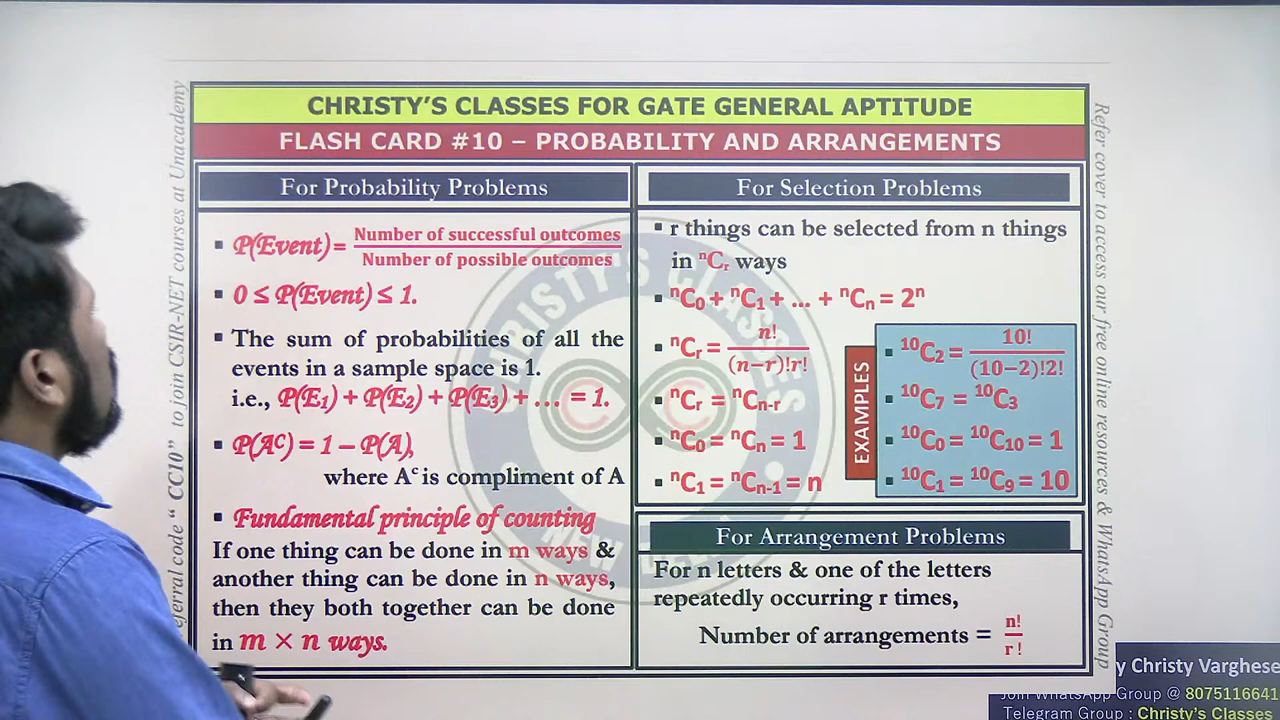 CHRISTY'S CLASSES FOR GATE GENERAL APTITUDE
FLASH CARD #10 – PROBABILITY AND ARRANGEMENTS
For Probability Problems
▪ P(Event) = Number of successful outcomes / Number of possible outcomes
▪ 0 ≤ P(Event) ≤ 1.
▪ The sum of probabilities of all the
events in a sample space is 1.
i.e., P(E₁) + P(E₂) + P(E₃) + ... = 1.
▪ P(Aᶜ) = 1 – P(A),
where Aᶜ is compliment of A
▪ Fundamental principle of counting
If one thing can be done in m ways &
another thing can be done in n ways,
then they both together can be done
in m × n ways.
For Selection Problems
▪ r things can be selected from n things
in ⁿCᵣ ways
▪ ⁿC₀ + ⁿC₁ + ... + ⁿCₙ = 2ⁿ
▪ ⁿCᵣ = n! / (n−r)!r!
▪ ⁿCᵣ = ⁿCₙ₋ᵣ
▪ ⁿC₀ = ⁿCₙ = 1
▪ ⁿC₁ = ⁿCₙ₋₁ = n
EXAMPLES
▪ ¹⁰C₂ = 10! / (10−2)!2!
▪ ¹⁰C₇ = ¹⁰C₃
▪ ¹⁰C₀ = ¹⁰C₁₀ = 1
▪ ¹⁰C₁ = ¹⁰C₉ = 10
For Arrangement Problems
For n letters & one of the letters
repeatedly occurring r times,
Number of arrangements = n! / r!
eferral code " CC10" to join CSIR-NET courses at Unacademy
Refer cover to access our free online resources & WhatsApp Group
CHRISTY'S CLASSES
y Christy Varghese
Join WhatsApp Group @ 8075116641
Telegram Group : Christy's Classes